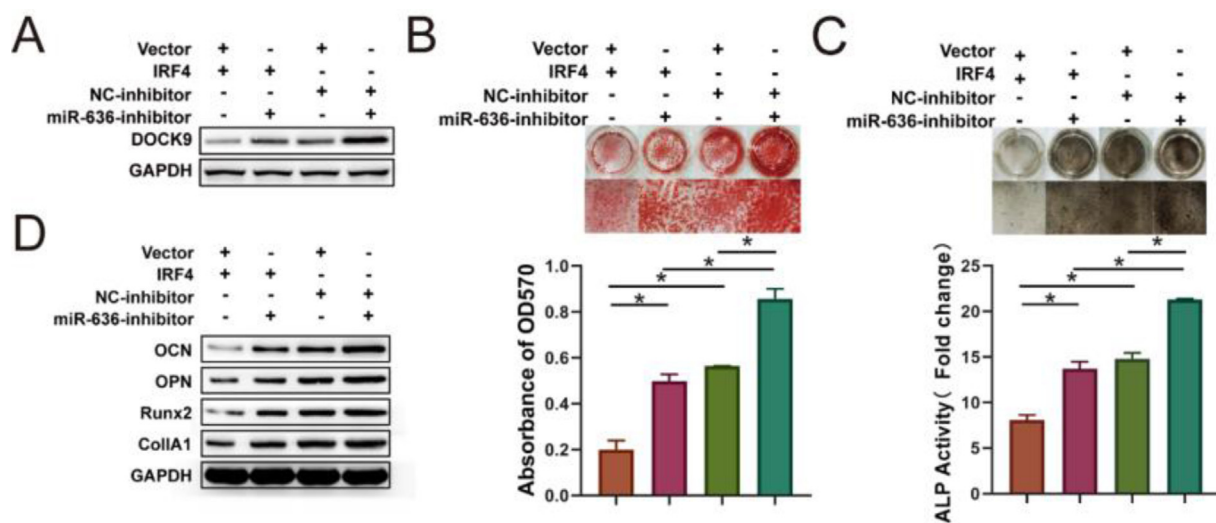 A
Vector + - + -
IRF4 + + - -
NC-inhibitor - - + +
miR-636-inhibitor - + - +
DOCK9
GAPDH
B
Vector + - + -
IRF4 + + - -
NC-inhibitor - - + +
miR-636-inhibitor - + - +
* * * *
Absorbance of OD570
1.0
0.8
0.6
0.4
0.2
0.0
C
Vector + - + -
IRF4 + + - -
NC-inhibitor - - + +
miR-636-inhibitor - + - +
* * * *
ALP Activity( Fold change)
25
20
15
10
5
0
D
Vector + - + -
IRF4 + + - -
NC-inhibitor - - + +
miR-636-inhibitor - + - +
OCN
OPN
Runx2
CollA1
GAPDH